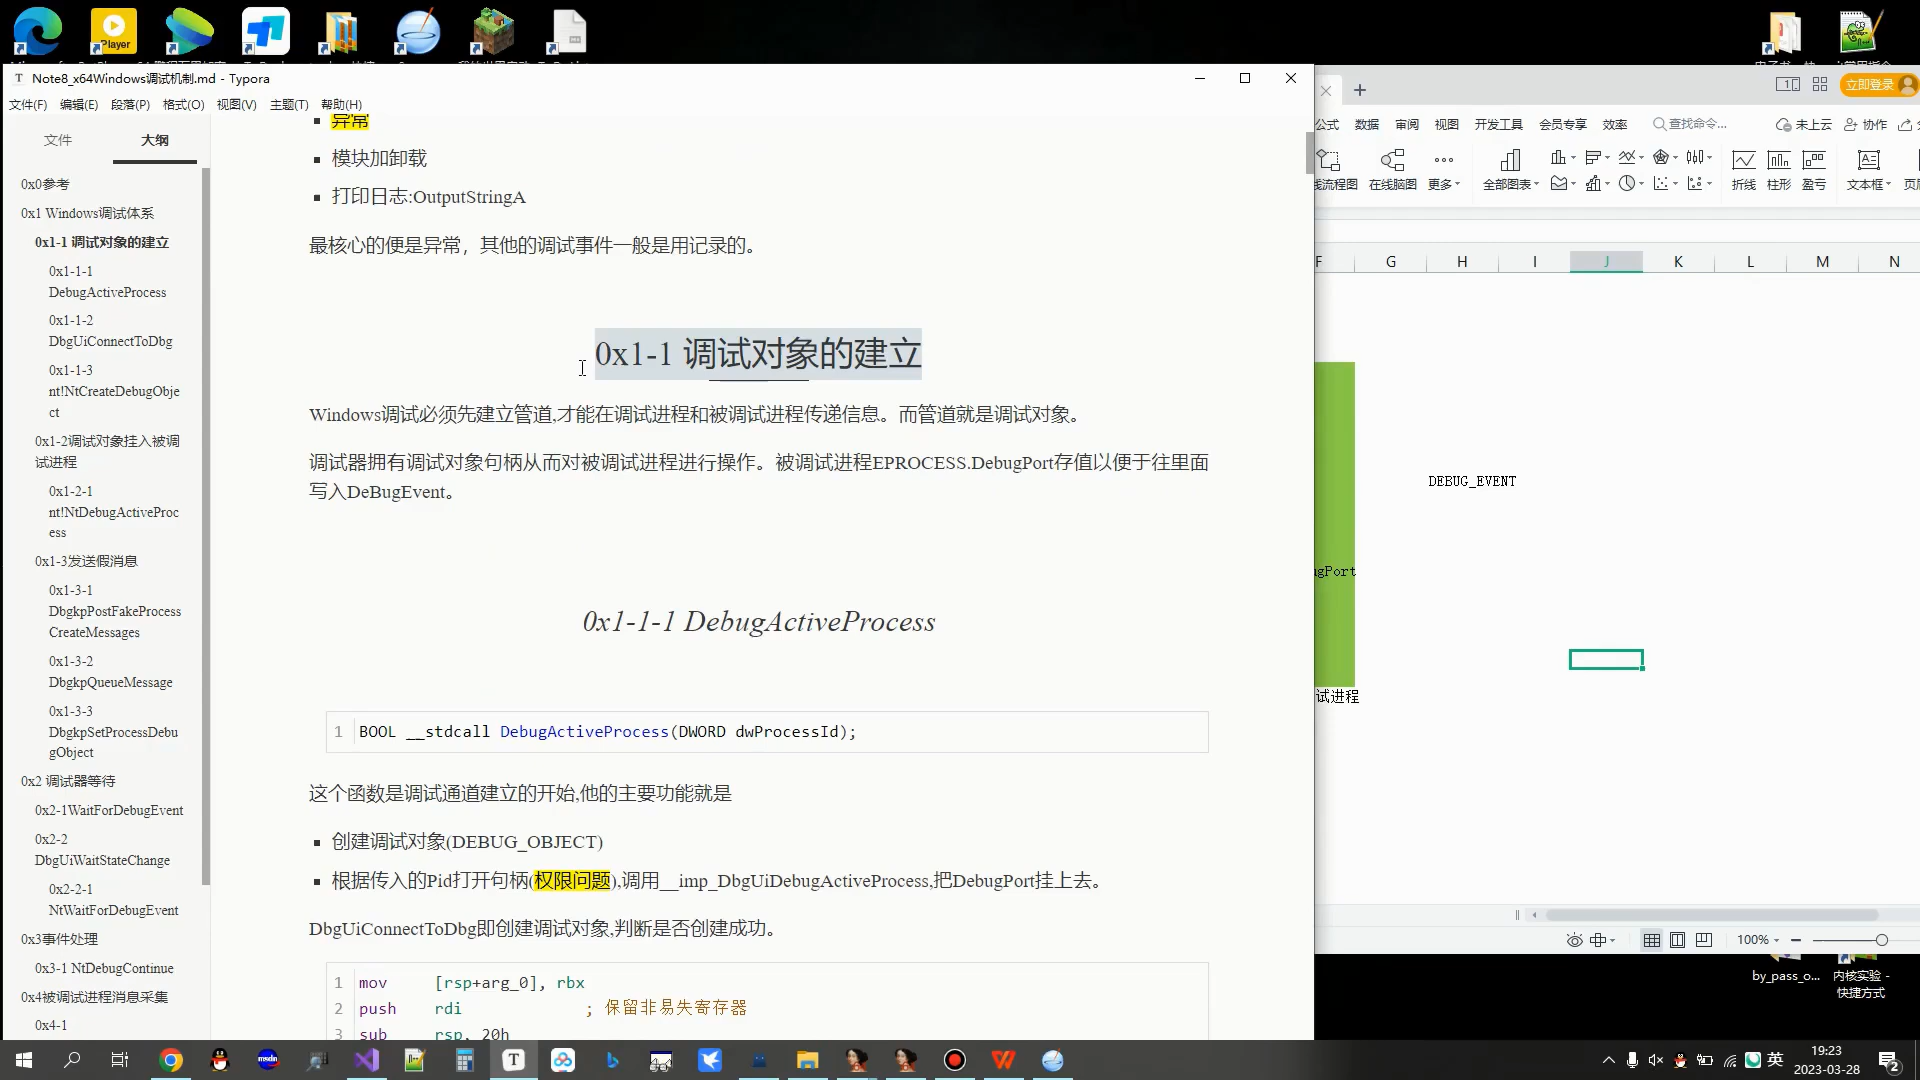 Player
Note8_x64Windows调试机制.md - Typora
文件(F) 编辑(E) 段落(P) 格式(O) 视图(V) 主题(T) 帮助(H)
文件
大纲
0x0参考
0x1 Windows调试体系
0x1-1 调试对象的建立
0x1-1-1
DebugActiveProcess
0x1-1-2
DbgUiConnectToDbg
0x1-1-3
nt!NtCreateDebugObje
ct
0x1-2调试对象挂入被调
试进程
0x1-2-1
nt!NtDebugActiveProc
ess
0x1-3发送假消息
0x1-3-1
DbgkpPostFakeProcess
CreateMessages
0x1-3-2
DbgkpQueueMessage
0x1-3-3
DbgkpSetProcessDebu
gObject
0x2 调试器等待
0x2-1WaitForDebugEvent
0x2-2
DbgUiWaitStateChange
0x2-2-1
NtWaitForDebugEvent
0x3事件处理
0x3-1 NtDebugContinue
0x4被调试进程消息采集
0x4-1
异常
模块加卸载
打印日志:OutputStringA
最核心的便是异常，其他的调试事件一般是用记录的。
0x1-1 调试对象的建立
Windows调试必须先建立管道,才能在调试进程和被调试进程传递信息。而管道就是调试对象。
调试器拥有调试对象句柄从而对被调试进程进行操作。被调试进程EPROCESS.DebugPort存值以便于往里面
写入DeBugEvent。
0x1-1-1 DebugActiveProcess
1 BOOL __stdcall DebugActiveProcess(DWORD dwProcessId);
这个函数是调试通道建立的开始,他的主要功能就是
创建调试对象(DEBUG_OBJECT)
根据传入的Pid打开句柄(权限问题),调用__imp_DbgUiDebugActiveProcess,把DebugPort挂上去。
DbgUiConnectToDbg即创建调试对象,判断是否创建成功。
1 mov [rsp+arg_0], rbx
2 push rdi ; 保留非易失寄存器
3 sub rsp, 20h
立即登录
公式 数据 审阅 视图 开发工具 会员专享 效率 查找命令... 未上云 协作
流程图 在线脑图 更多 全部图表 折线 柱形 盈亏 文本框
F G H I J K L M N
DEBUG_EVENT
gPort
试进程
100%
by_pass_o...
内核实验 -
快捷方式
英
19:23
2023-03-28
2